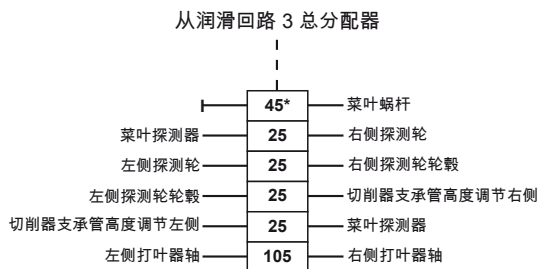 从润滑回路 3 总分配器
45* 菜叶蜗杆
菜叶探测器 25 右侧探测轮
左侧探测轮 25 右侧探测轮轮毂
左侧探测轮轮毂 25 切削器支承管高度调节右侧
切削器支承管高度调节左侧 25 菜叶探测器
左侧打叶器轴 105 右侧打叶器轴